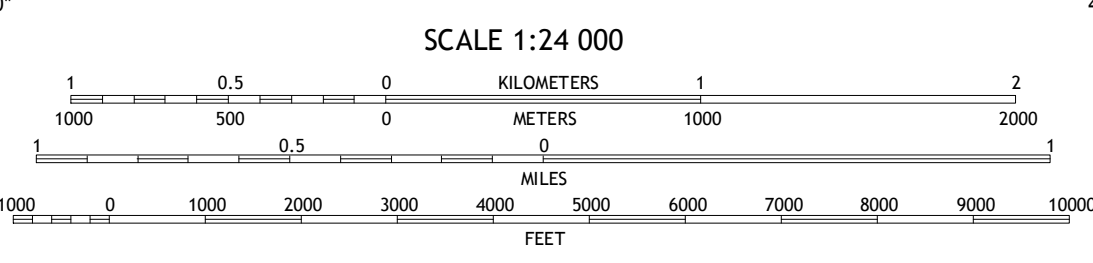 0"
SCALE 1:24 000
1 0.5 0 KILOMETERS 1 2
1000 500 0 METERS 1000 2000
1 0.5 0 1
MILES
1000 0 1000 2000 3000 4000 5000 6000 7000 8000 9000 10000
FEET